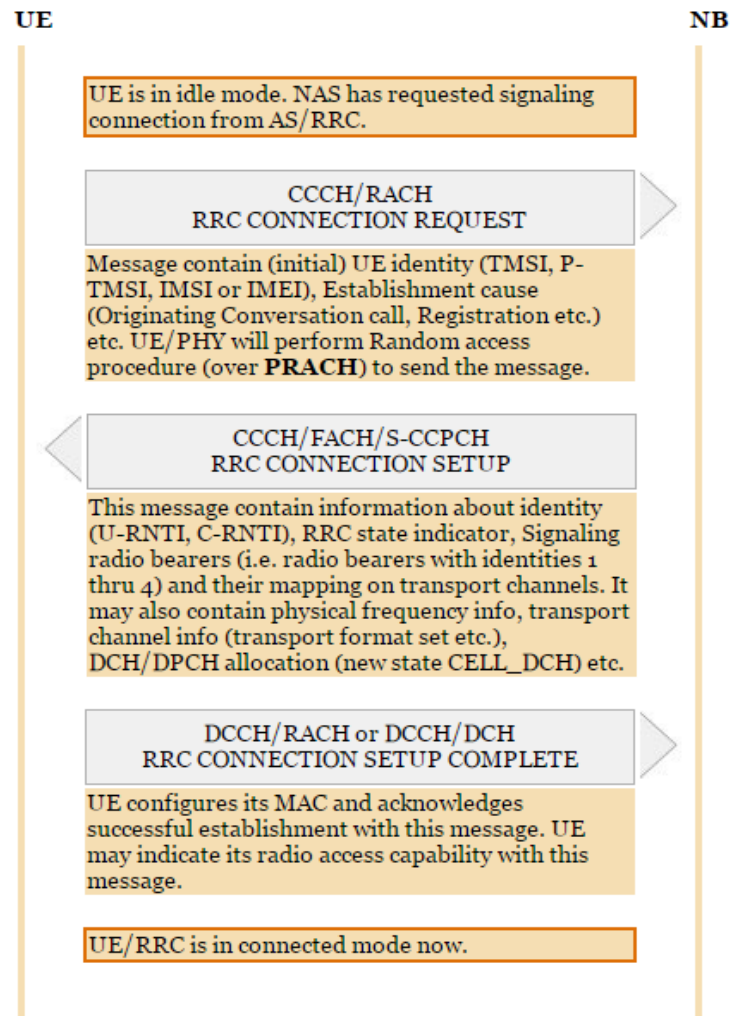 UE NB
UE is in idle mode. NAS has requested signaling
connection from AS/RRC.
CCCH/RACH
RRC CONNECTION REQUEST
Message contain (initial) UE identity (TMSI, P-
TMSI, IMSI or IMEI), Establishment cause
(Originating Conversation call, Registration etc.)
etc. UE/PHY will perform Random access
procedure (over PRACH) to send the message.
CCCH/FACH/S-CCPCH
RRC CONNECTION SETUP
This message contain information about identity
(U-RNTI, C-RNTI), RRC state indicator, Signaling
radio bearers (i.e. radio bearers with identities 1
thru 4) and their mapping on transport channels. It
may also contain physical frequency info, transport
channel info (transport format set etc.),
DCH/DPCH allocation (new state CELL_DCH) etc.
DCCH/RACH or DCCH/DCH
RRC CONNECTION SETUP COMPLETE
UE configures its MAC and acknowledges
successful establishment with this message. UE
may indicate its radio access capability with this
message.
UE/RRC is in connected mode now.